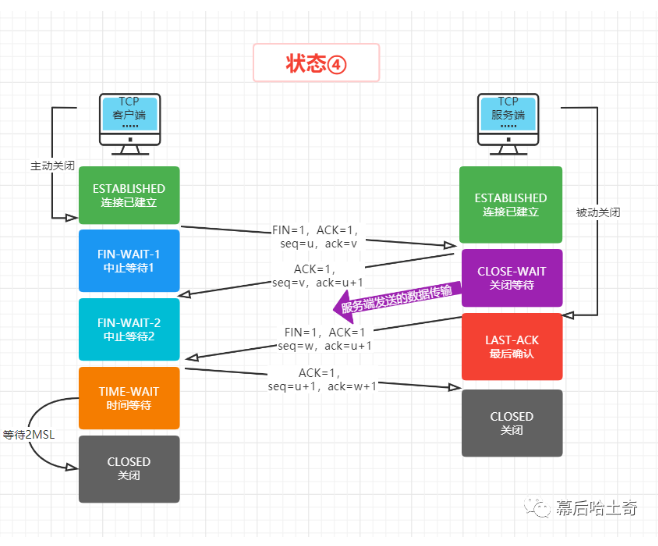 状态④
TCP
客户端
.....
TCP
服务端
.....
主动关闭
被动关闭
ESTABLISHED
连接已建立
ESTABLISHED
连接已建立
FIN=1, ACK=1,
seq=u, ack=v
FIN-WAIT-1
中止等待1
CLOSE-WAIT
关闭等待
ACK=1,
seq=v, ack=u+1
服务端发送的数据传输
FIN-WAIT-2
中止等待2
FIN=1, ACK=1
seq=w, ack=u+1
LAST-ACK
最后确认
TIME-WAIT
时间等待
ACK=1,
seq=u+1, ack=w+1
CLOSED
关闭
等待2MSL
CLOSED
关闭
幕后哈土奇